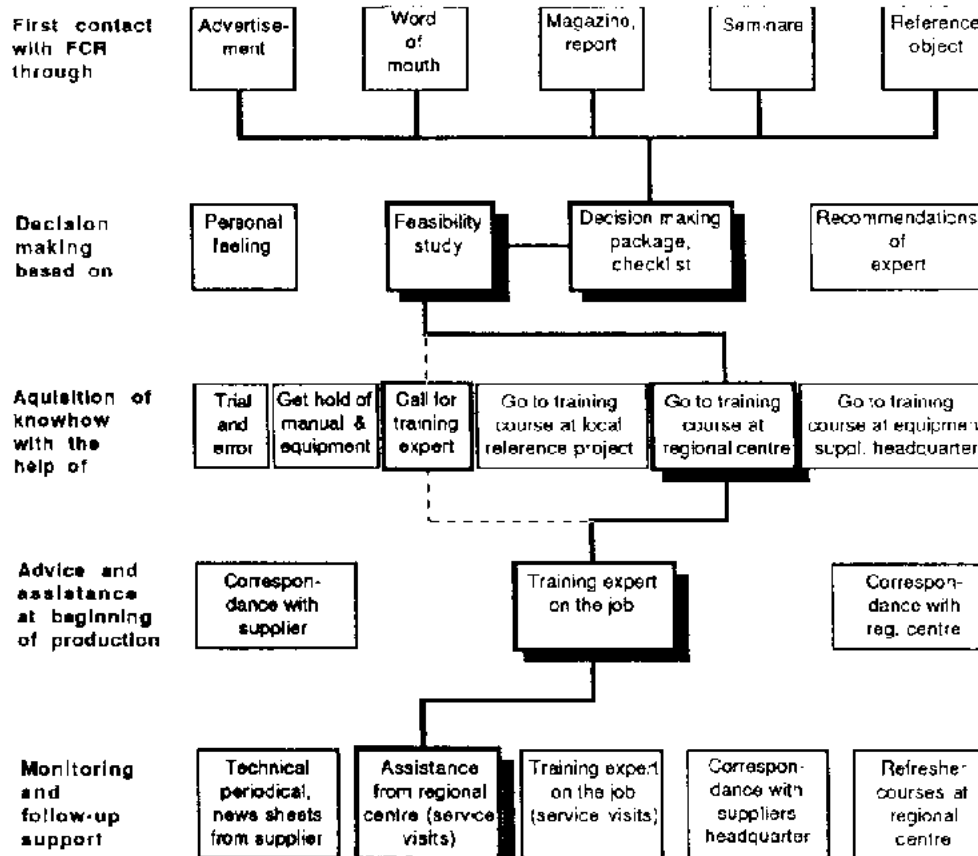 First contact
with FCR
through
Advertise-
ment
Word
of
mouth
Magazine,
report
Seminars
Reference
object
Decision
making
based on
Personal
feeling
Feasibility
study
Decision making
package,
checklist
Recommendations
of
expert
Aquisition of
knowhow
with the
help of
Trial
and
error
Get hold of
manual &
equipment
Call for
training
expert
Go to training
course at local
reference project
Go to training
course at
regional centre
Go to training
course at equipment
suppl. headquarter
Advice and
assistance
at beginning
of production
Correspon-
dance with
supplier
Training expert
on the job
Correspon-
dance with
reg. centre
Monitoring
and
follow-up
support
Technical
periodical,
news sheets
from supplier
Assistance
from regional
centre (service
visits)
Training expert
on the job
(service visits)
Correspon-
dance with
suppliers
headquarter
Refresher
courses at
regional
centre